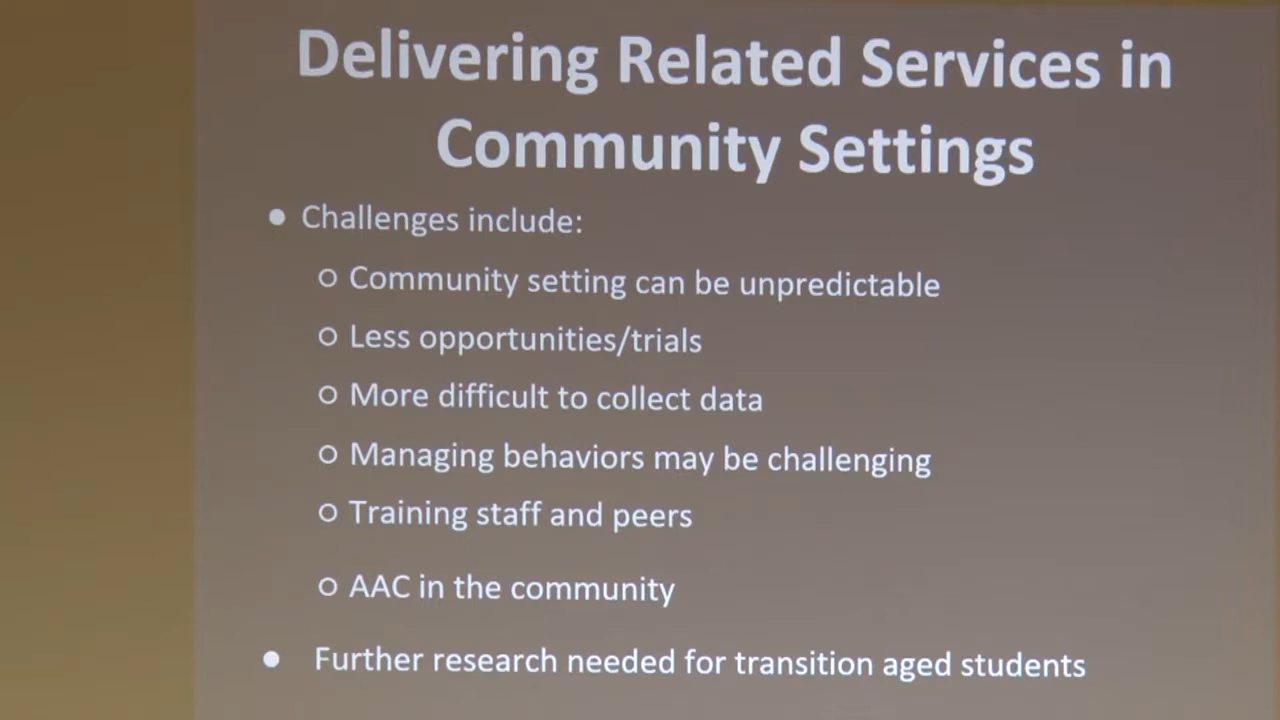 Delivering Related Services in
Community Settings
● Challenges include:
○ Community setting can be unpredictable
○ Less opportunities/trials
○ More difficult to collect data
○ Managing behaviors may be challenging
○ Training staff and peers
○ AAC in the community
● Further research needed for transition aged students